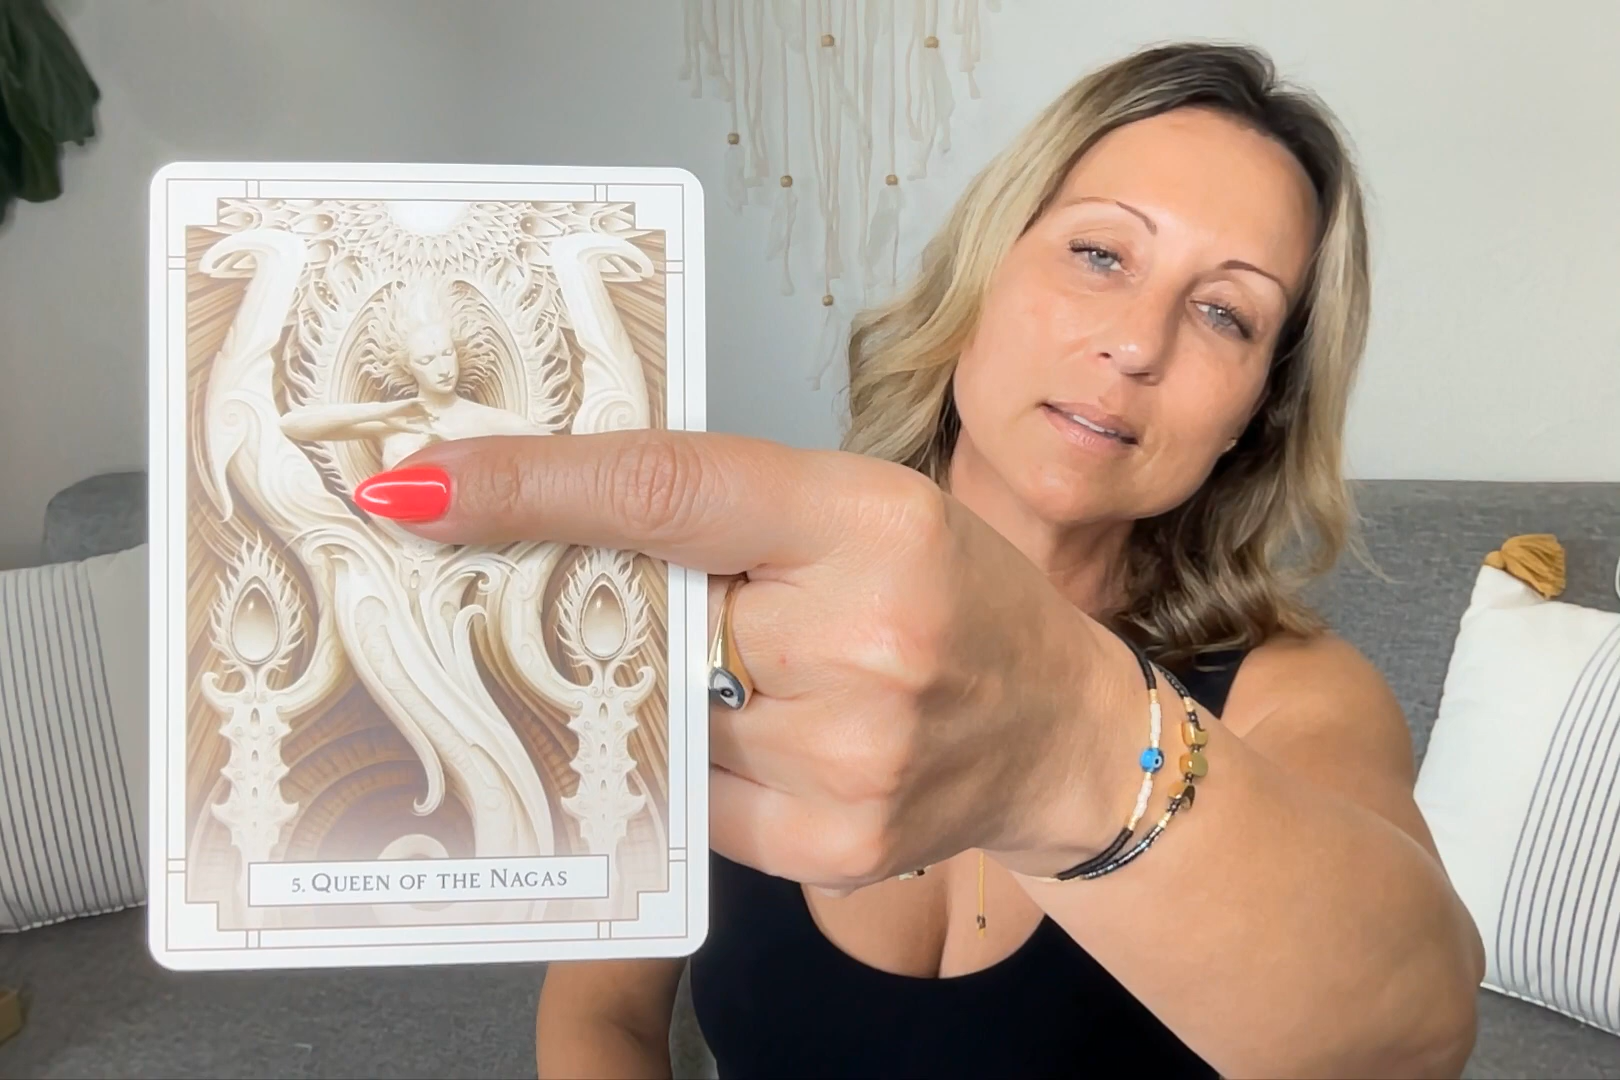 5. QUEEN OF THE NAGAS